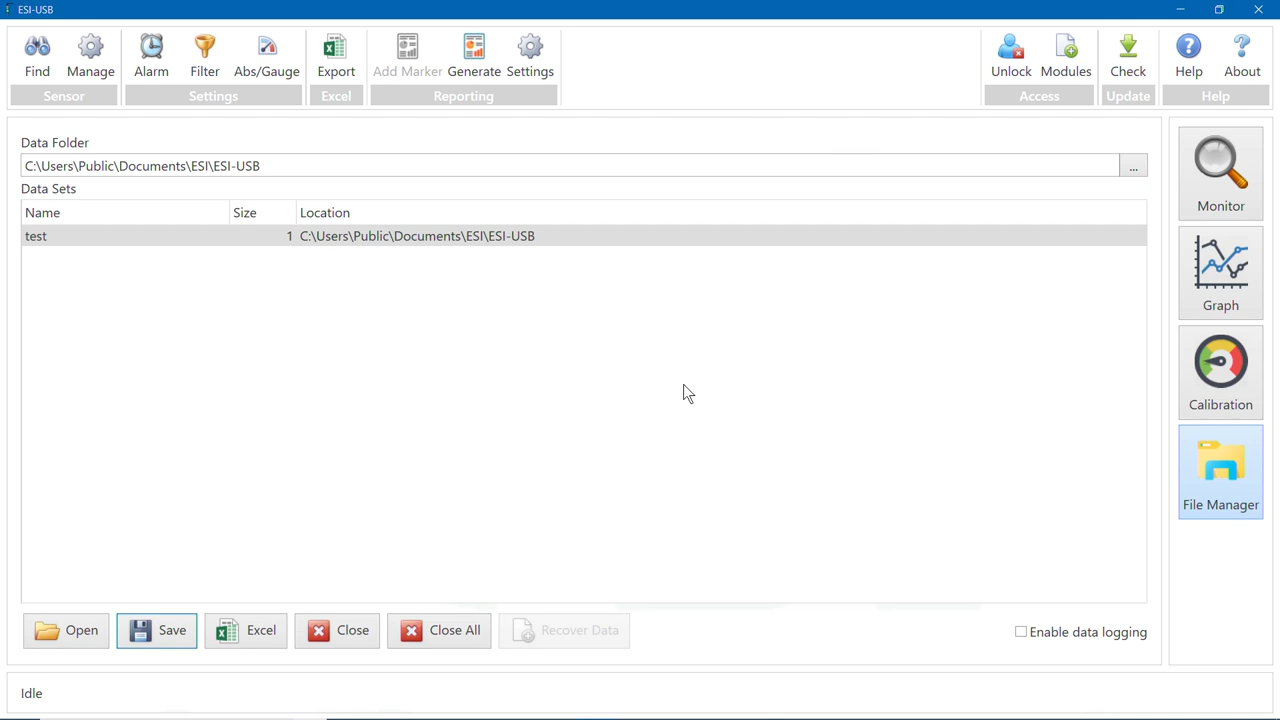 ESI-USB
Find Manage Alarm Filter Abs/Gauge Export Add Marker Generate Settings Unlock Modules Check Help About
Sensor Settings Excel Reporting Access Update Help
Data Folder
C:\Users\Public\Documents\ESI\ESI-USB ...
Data Sets
Name Size Location
test 1 C:\Users\Public\Documents\ESI\ESI-USB
Monitor
Graph
Calibration
File Manager
Open Save Excel Close Close All Recover Data Enable data logging
Idle